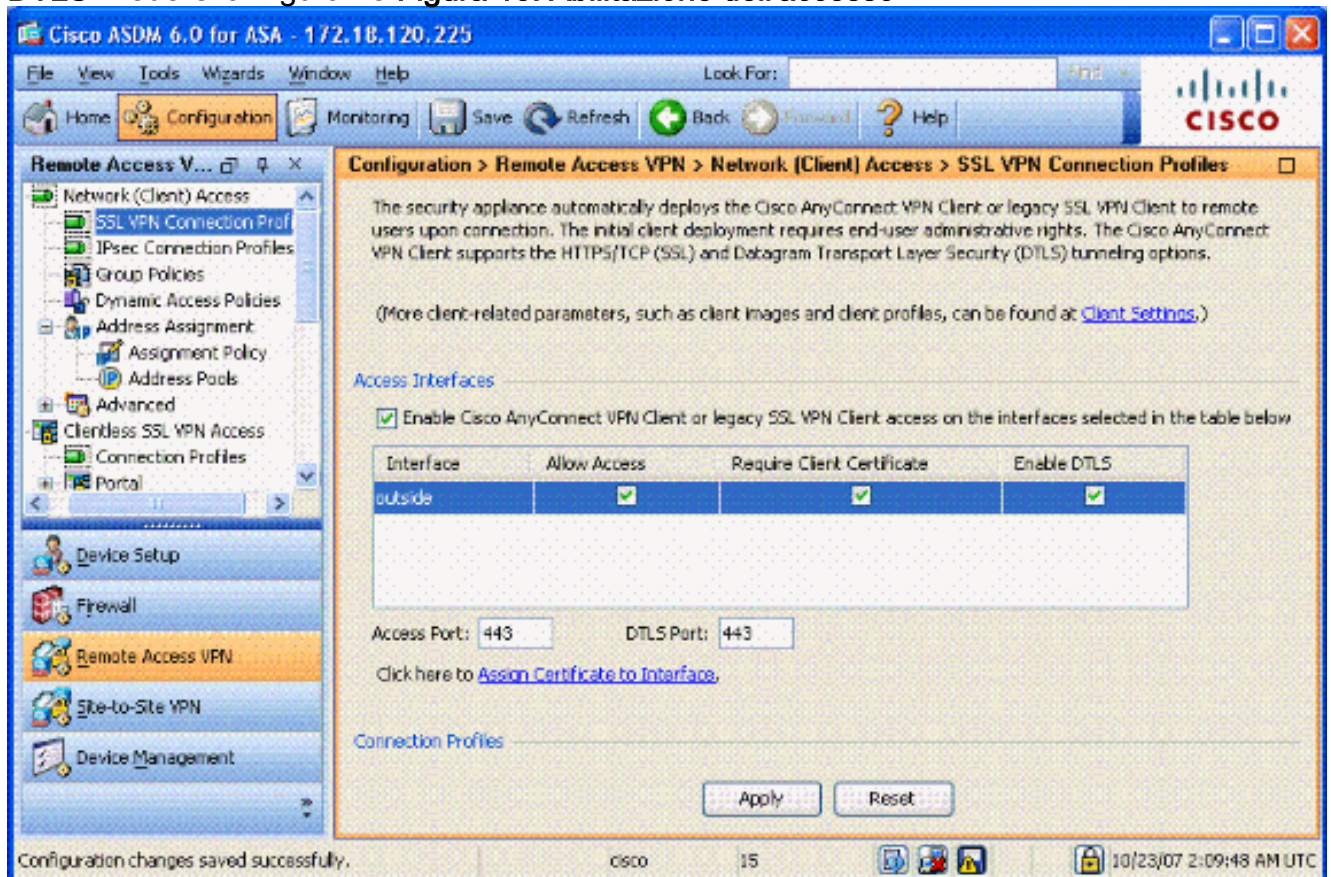 Cisco ASDM 6.0 for ASA - 172.18.120.225
File View Tools Wizards Window Help Look For: Find
Home Configuration Monitoring Save Refresh Back Forward Help
CISCO
Remote Access V...
Network (Client) Access
SSL VPN Connection Prof
IPsec Connection Profiles
Group Policies
Dynamic Access Policies
Address Assignment
Assignment Policy
Address Pools
Advanced
Clientless SSL VPN Access
Connection Profiles
Portal
Device Setup
Firewall
Remote Access VPN
Site-to-Site VPN
Device Management
Configuration > Remote Access VPN > Network (Client) Access > SSL VPN Connection Profiles
The security appliance automatically deploys the Cisco AnyConnect VPN Client or legacy SSL VPN Client to remote
users upon connection. The initial client deployment requires end-user administrative rights. The Cisco AnyConnect
VPN Client supports the HTTPS/TCP (SSL) and Datagram Transport Layer Security (DTLS) tunneling options.
(More client-related parameters, such as client images and client profiles, can be found at Client Settings.)
Access Interfaces
Enable Cisco AnyConnect VPN Client or legacy SSL VPN Client access on the interfaces selected in the table below
Interface Allow Access Require Client Certificate Enable DTLS
outside
Access Port: 443 DTLS Port: 443
Click here to Assign Certificate to Interface.
Connection Profiles
Apply Reset
Configuration changes saved successfully. cisco 15 10/23/07 2:09:48 AM UTC